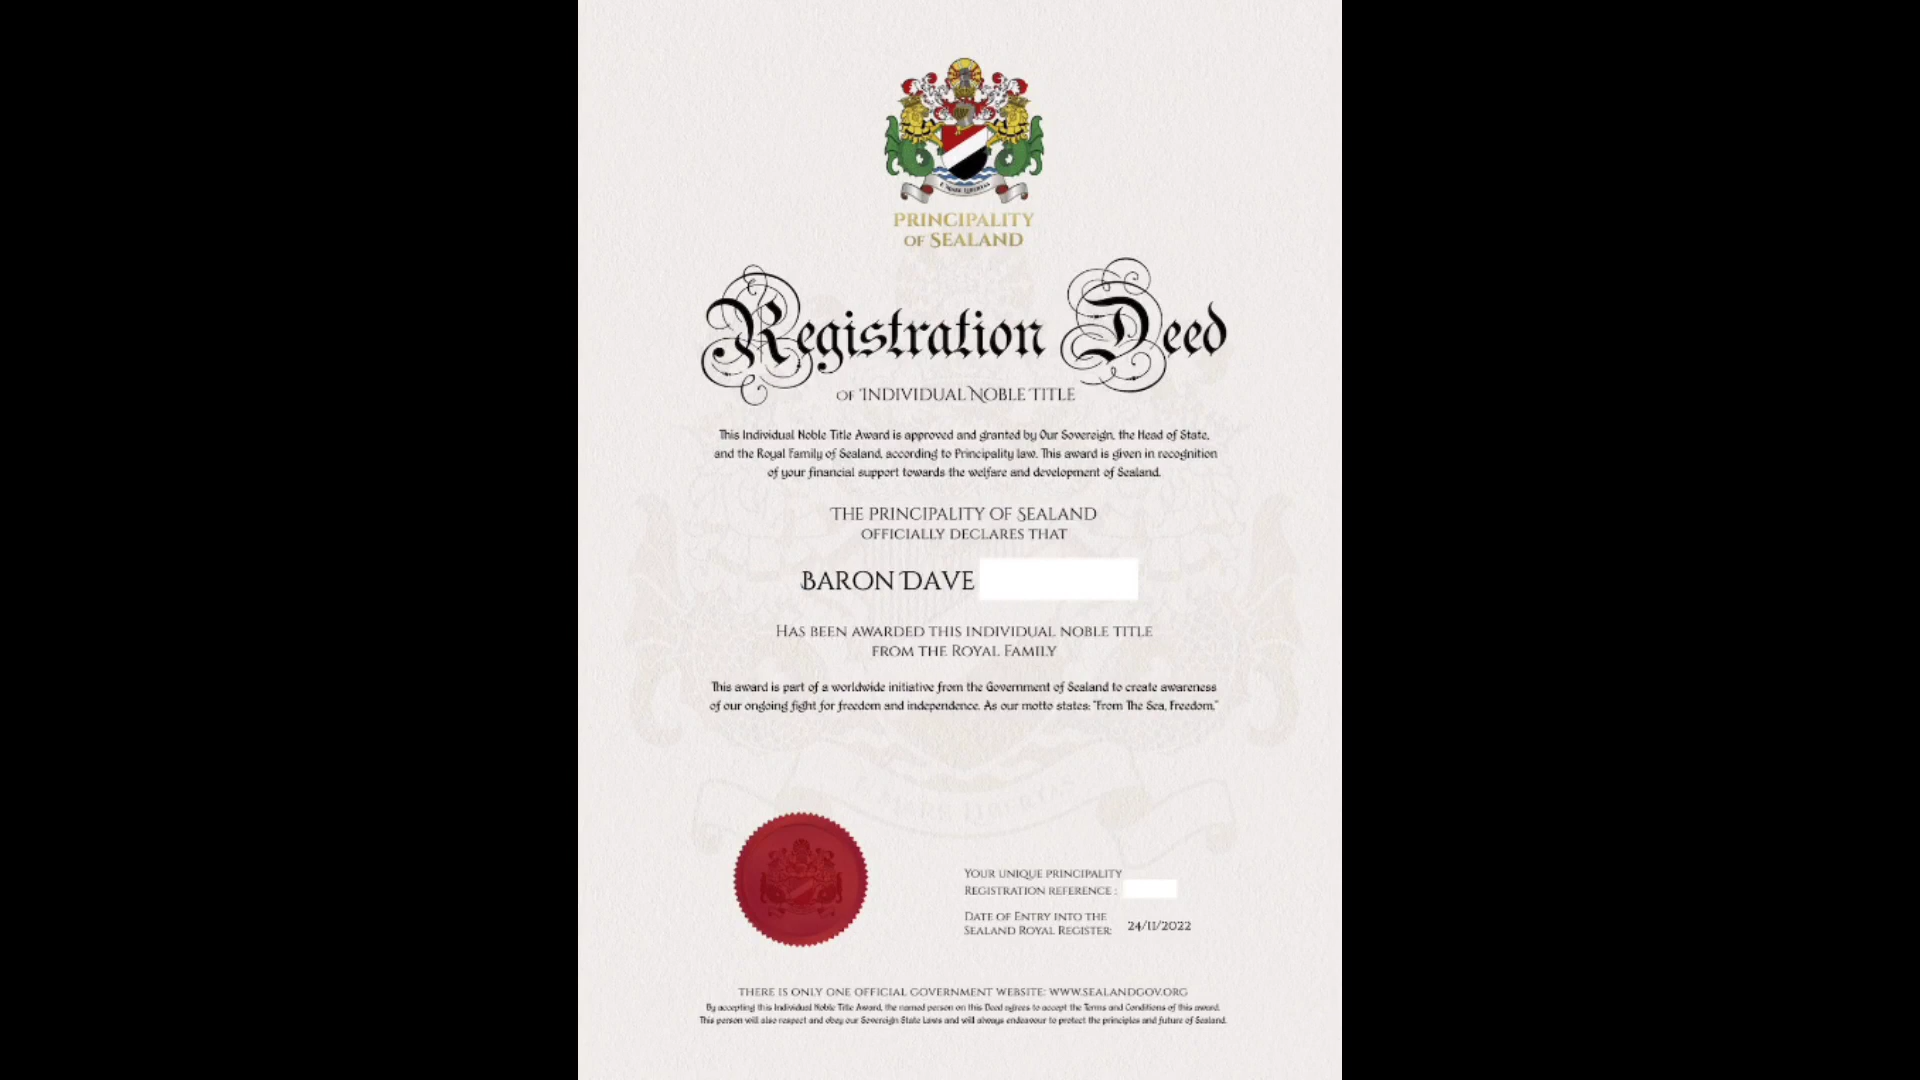 E MARE LIBERTAS
PRINCIPALITY
OF SEALAND
Registration Deed
OF INDIVIDUAL NOBLE TITLE
This Individual Noble Title Award is approved and granted by Our Sovereign, the Head of State,
and the Royal Family of Sealand, according to Principality law. This award is given in recognition
of your financial support towards the welfare and development of Sealand.
THE PRINCIPALITY OF SEALAND
OFFICIALLY DECLARES THAT
BARON DAVE
HAS BEEN AWARDED THIS INDIVIDUAL NOBLE TITLE
FROM THE ROYAL FAMILY
This award is part of a worldwide initiative from the Government of Sealand to create awareness
of our ongoing fight for freedom and independence. As our motto states: "From The Sea, Freedom."
E MARE LIBERTAS
YOUR UNIQUE PRINCIPALITY
REGISTRATION REFERENCE :
DATE OF ENTRY INTO THE
SEALAND ROYAL REGISTER: 24/11/2022
THERE IS ONLY ONE OFFICIAL GOVERNMENT WEBSITE: WWW.SEALANDGOV.ORG
By accepting this Individual Noble Title Award, the named person on this Deed agrees to accept the Terms and Conditions of this award.
This person will also respect and obey our Sovereign State Laws and will always endeavour to protect the principles and future of Sealand.